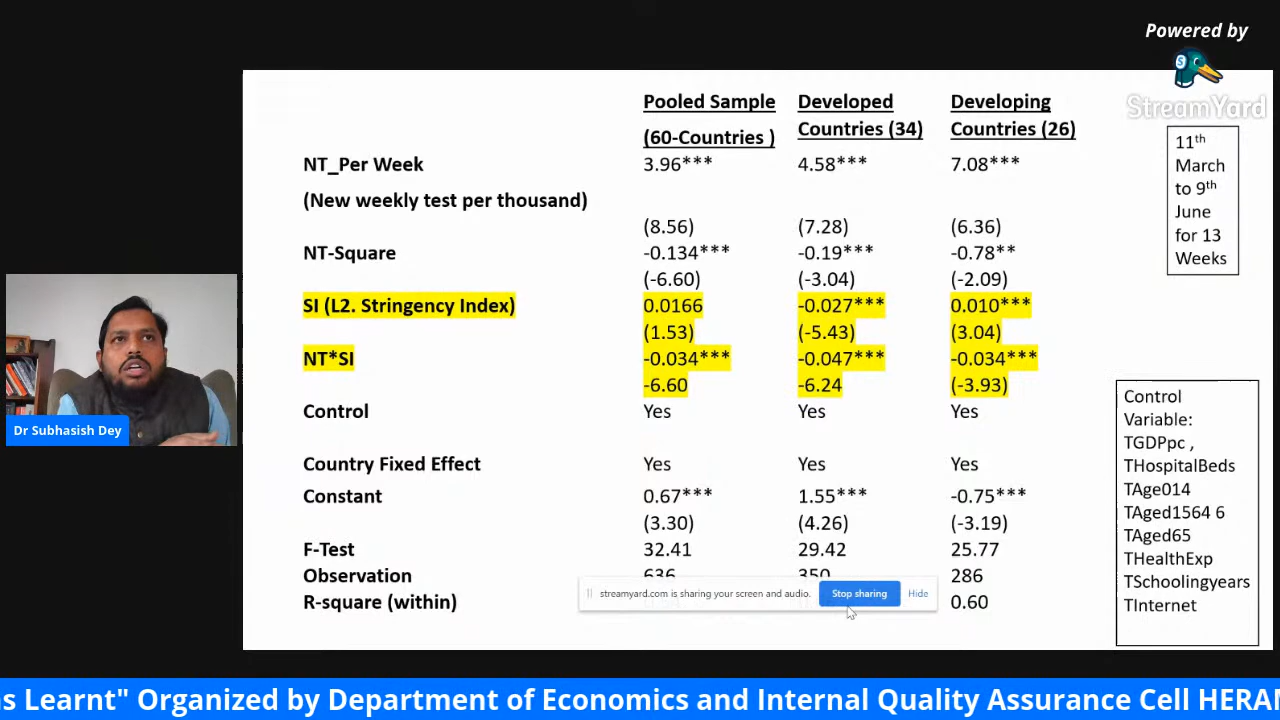 Powered by
StreamYard
Pooled Sample Developed Developing
(60-Countries ) Countries (34) Countries (26)
NT_Per Week 3.96*** 4.58*** 7.08***
(New weekly test per thousand)
(8.56) (7.28) (6.36)
NT-Square -0.134*** -0.19*** -0.78**
(-6.60) (-3.04) (-2.09)
SI (L2. Stringency Index) 0.0166 -0.027*** 0.010***
(1.53) (-5.43) (3.04)
NT*SI -0.034*** -0.047*** -0.034***
-6.60 -6.24 (-3.93)
Control Yes Yes Yes
Country Fixed Effect Yes Yes Yes
Constant 0.67*** 1.55*** -0.75***
(3.30) (4.26) (-3.19)
F-Test 32.41 29.42 25.77
Observation 636 350 286
R-square (within) 0.60
streamyard.com is sharing your screen and audio. Stop sharing Hide
11th
March
to 9th
June
for 13
Weeks
Control
Variable:
TGDPpc ,
THospitalBeds
TAge014
TAged1564 6
TAged65
THealthExp
TSchoolingyears
TInternet
Dr Subhasish Dey
s Learnt" Organized by Department of Economics and Internal Quality Assurance Cell HERA